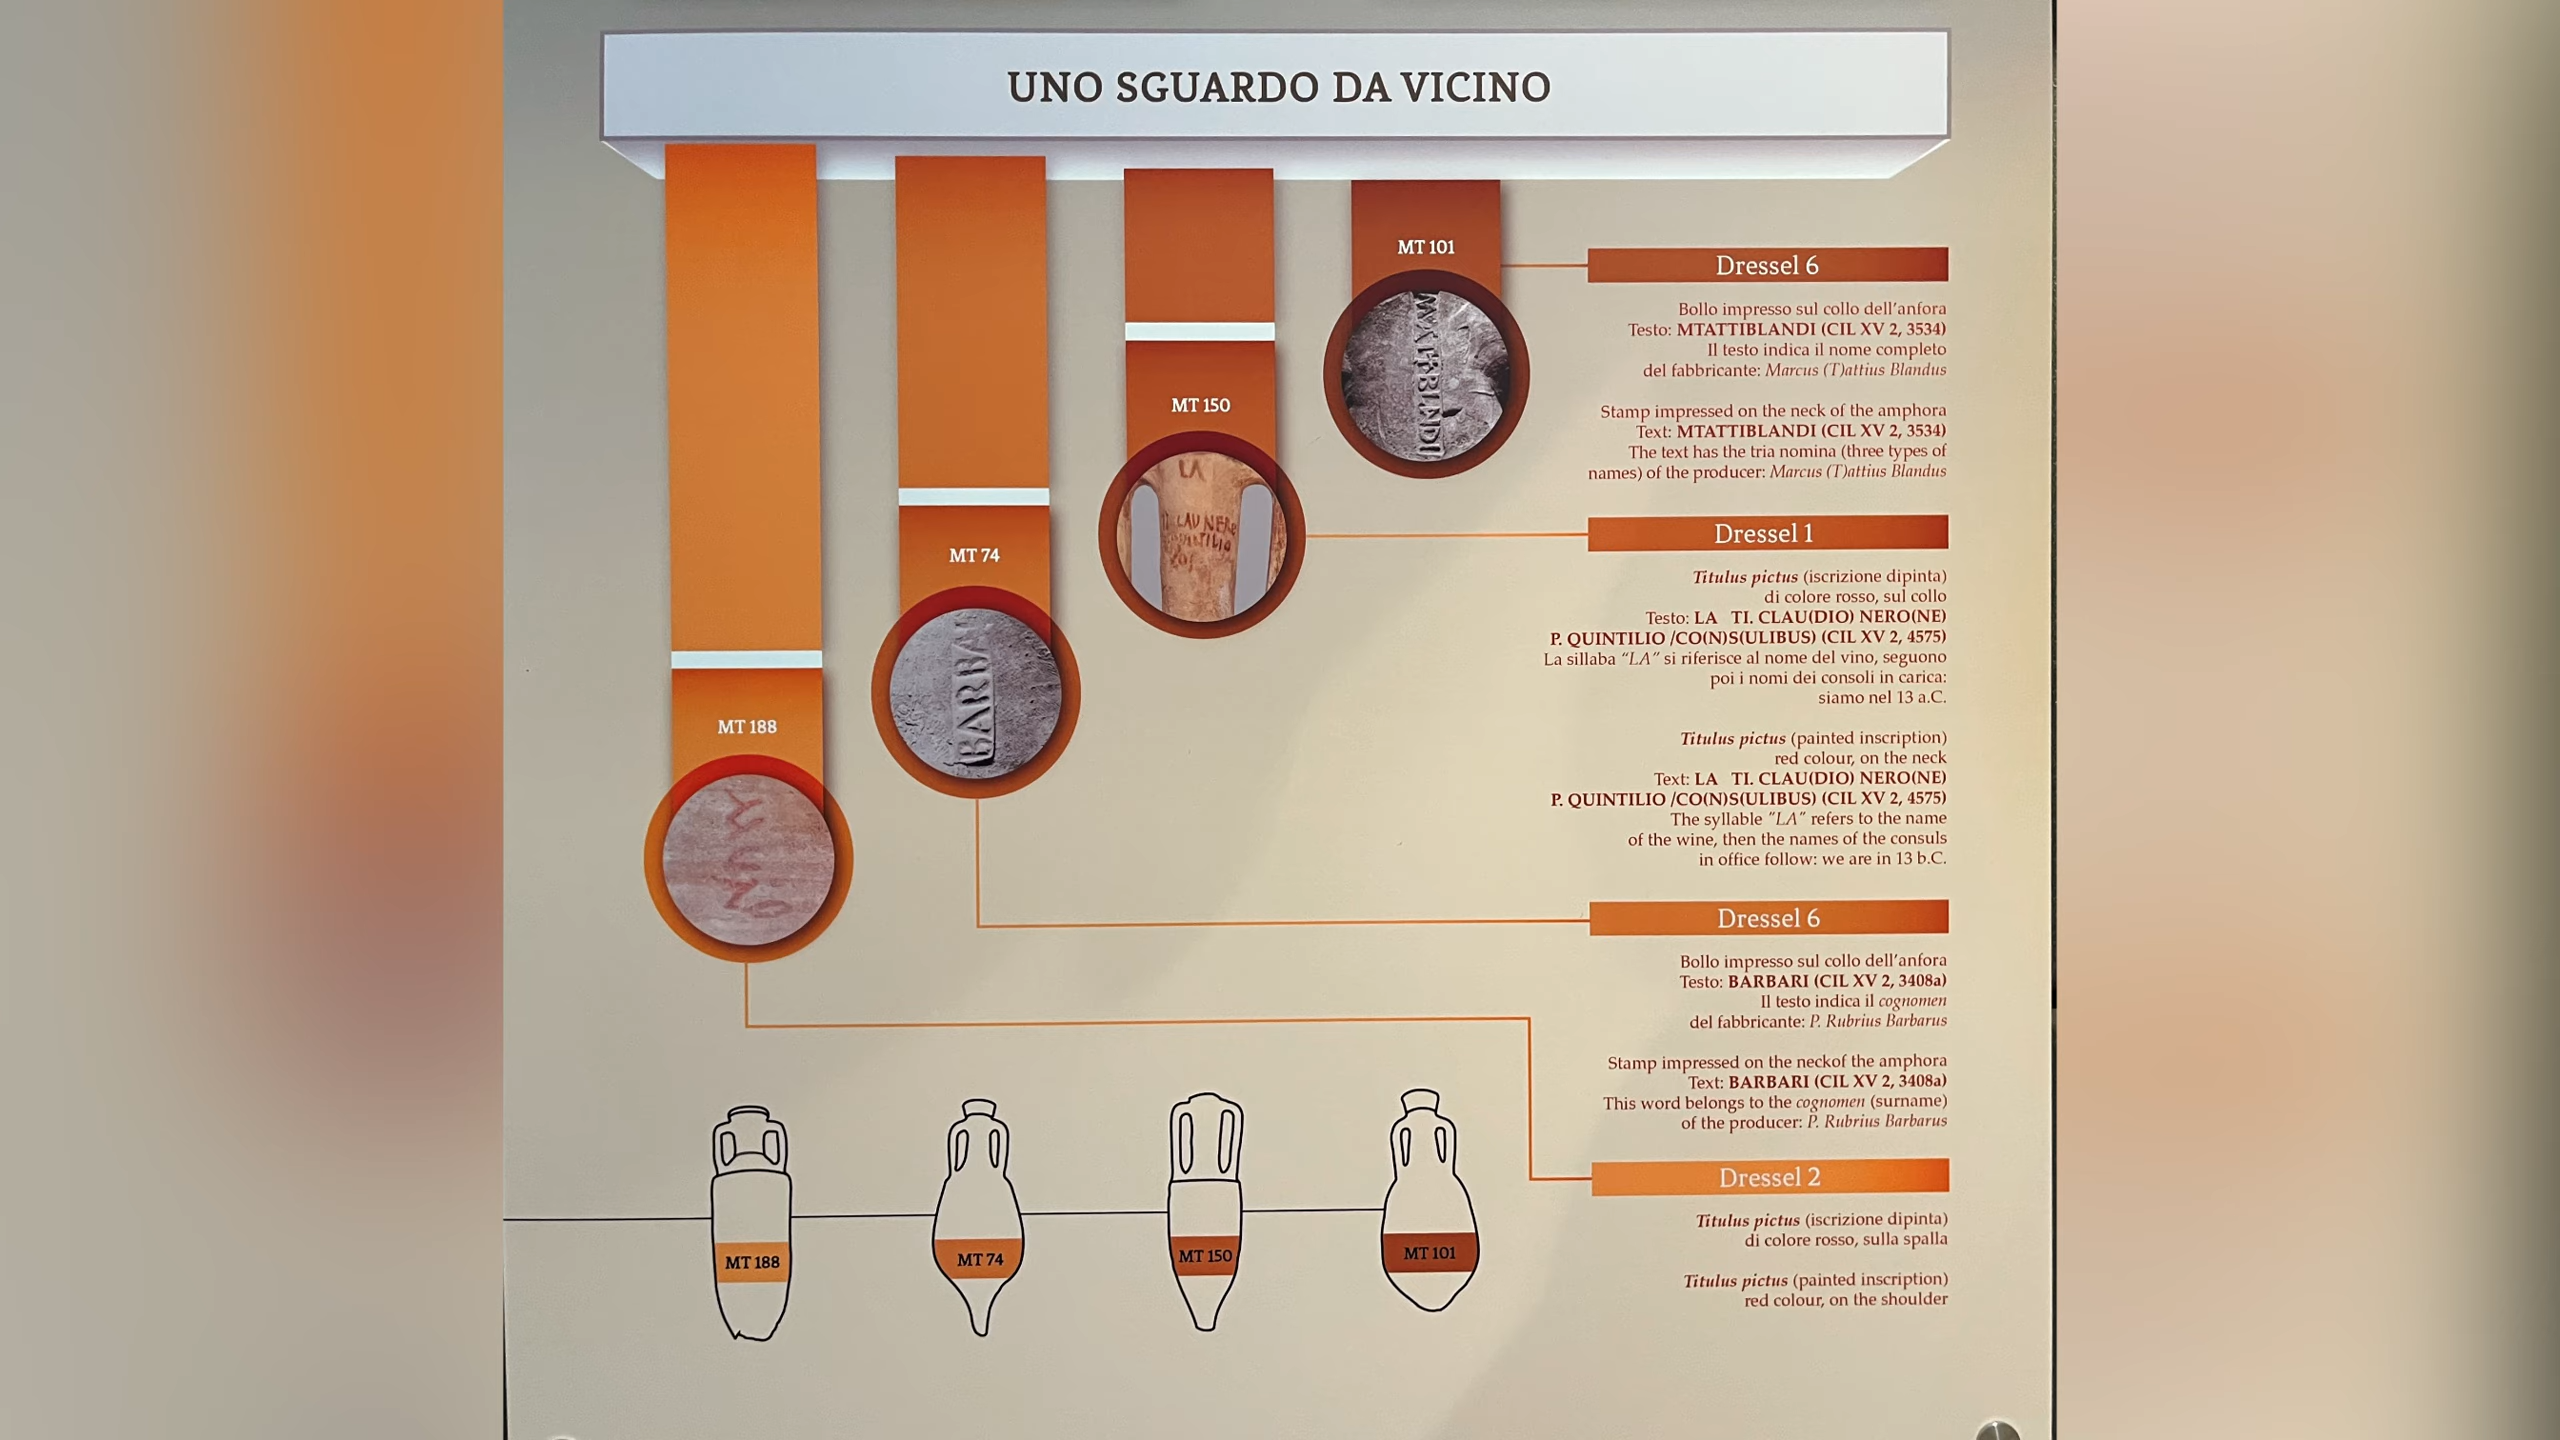 UNO SGUARDO DA VICINO
MT 101
Dressel 6
Bollo impresso sul collo dell'anfora
Testo: MTATTIBLANDI (CIL XV 2, 3534)
Il testo indica il nome completo
del fabbricante: Marcus (T)attius Blandus
Stamp impressed on the neck of the amphora
Text: MTATTIBLANDI (CIL XV 2, 3534)
The text has the tria nomina (three types of
names) of the producer: Marcus (T)attius Blandus
MT 150
LA
Dressel 1
Titulus pictus (iscrizione dipinta)
di colore rosso, sul collo
Testo: LA TI. CLAU(DIO) NERO(NE)
P. QUINTILIO /CO(N)S(ULIBUS) (CIL XV 2, 4575)
La sillaba "LA" si riferisce al nome del vino, seguono
poi i nomi dei consoli in carica:
siamo nel 13 a.C.
Titulus pictus (painted inscription)
red colour, on the neck
Text: LA TI. CLAU(DIO) NERO(NE)
P. QUINTILIO /CO(N)S(ULIBUS) (CIL XV 2, 4575)
The syllable "LA" refers to the name
of the wine, then the names of the consuls
in office follow: we are in 13 b.C.
MT 74
BARBA
Dressel 6
Bollo impresso sul collo dell'anfora
Testo: BARBARI (CIL XV 2, 3408a)
Il testo indica il cognomen
del fabbricante: P. Rubrius Barbarus
Stamp impressed on the neckof the amphora
Text: BARBARI (CIL XV 2, 3408a)
This word belongs to the cognomen (surname)
of the producer: P. Rubrius Barbarus
MT 188
Dressel 2
Titulus pictus (iscrizione dipinta)
di colore rosso, sulla spalla
Titulus pictus (painted inscription)
red colour, on the shoulder
MT 188
MT 74
MT 150
MT 101